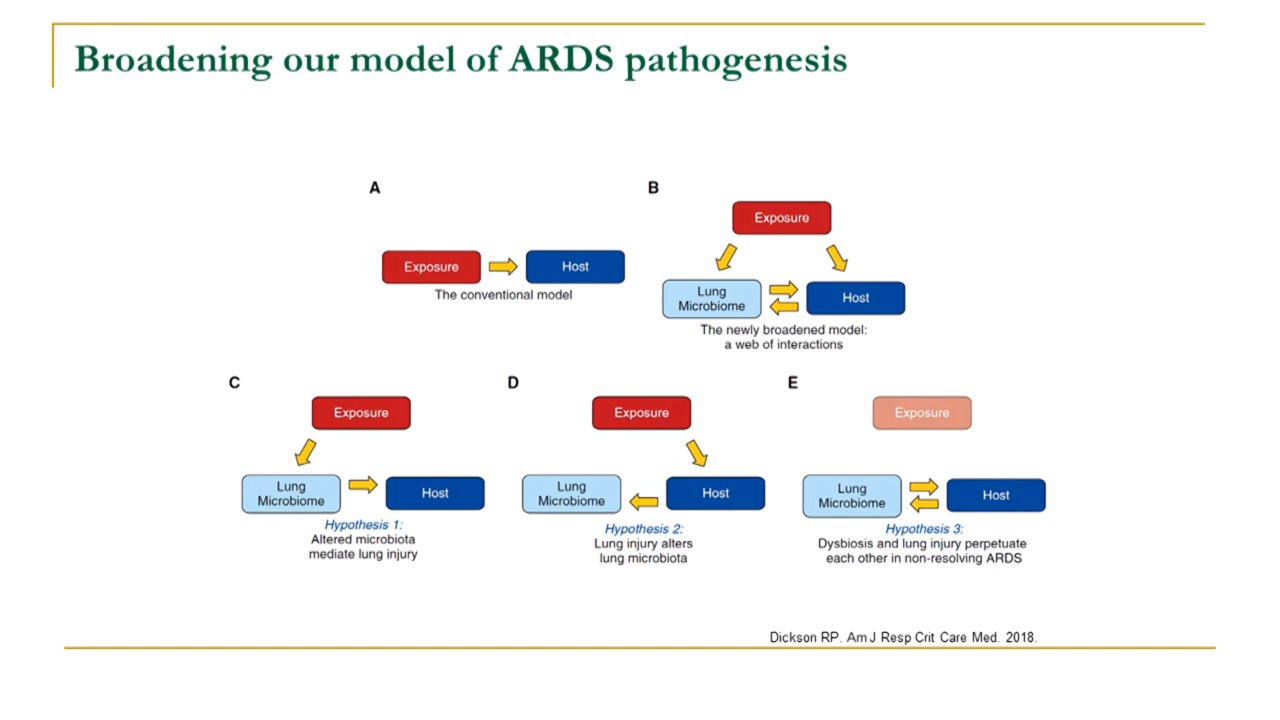 Broadening our model of ARDS pathogenesis
A
Exposure
Host
The conventional model
B
Exposure
Lung
Microbiome
Host
The newly broadened model:
a web of interactions
C
Exposure
Lung
Microbiome
Host
Hypothesis 1:
Altered microbiota
mediate lung injury
D
Exposure
Lung
Microbiome
Host
Hypothesis 2:
Lung injury alters
lung microbiota
E
Exposure
Lung
Microbiome
Host
Hypothesis 3:
Dysbiosis and lung injury perpetuate
each other in non-resolving ARDS
Dickson RP. Am J Resp Crit Care Med. 2018.